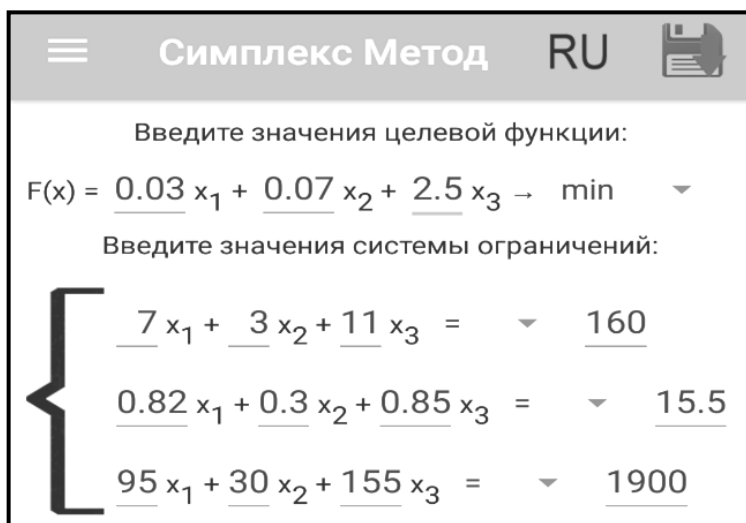 Симплекс Метод RU
Введите значения целевой функции:
F(x) = 0.03 x₁ + 0.07 x₂ + 2.5 x₃ → min
Введите значения системы ограничений:
7 x₁ + 3 x₂ + 11 x₃ = 160
0.82 x₁ + 0.3 x₂ + 0.85 x₃ = 15.5
95 x₁ + 30 x₂ + 155 x₃ = 1900